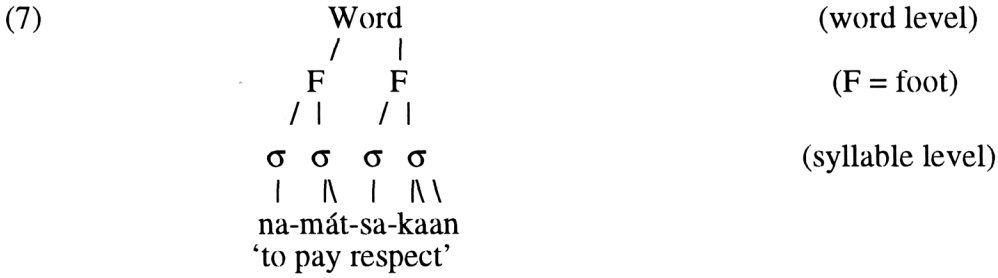 (7) Word (word level)
F F (F = foot)
σ σ σ σ (syllable level)
na-mát-sa-kaan
‘to pay respect’